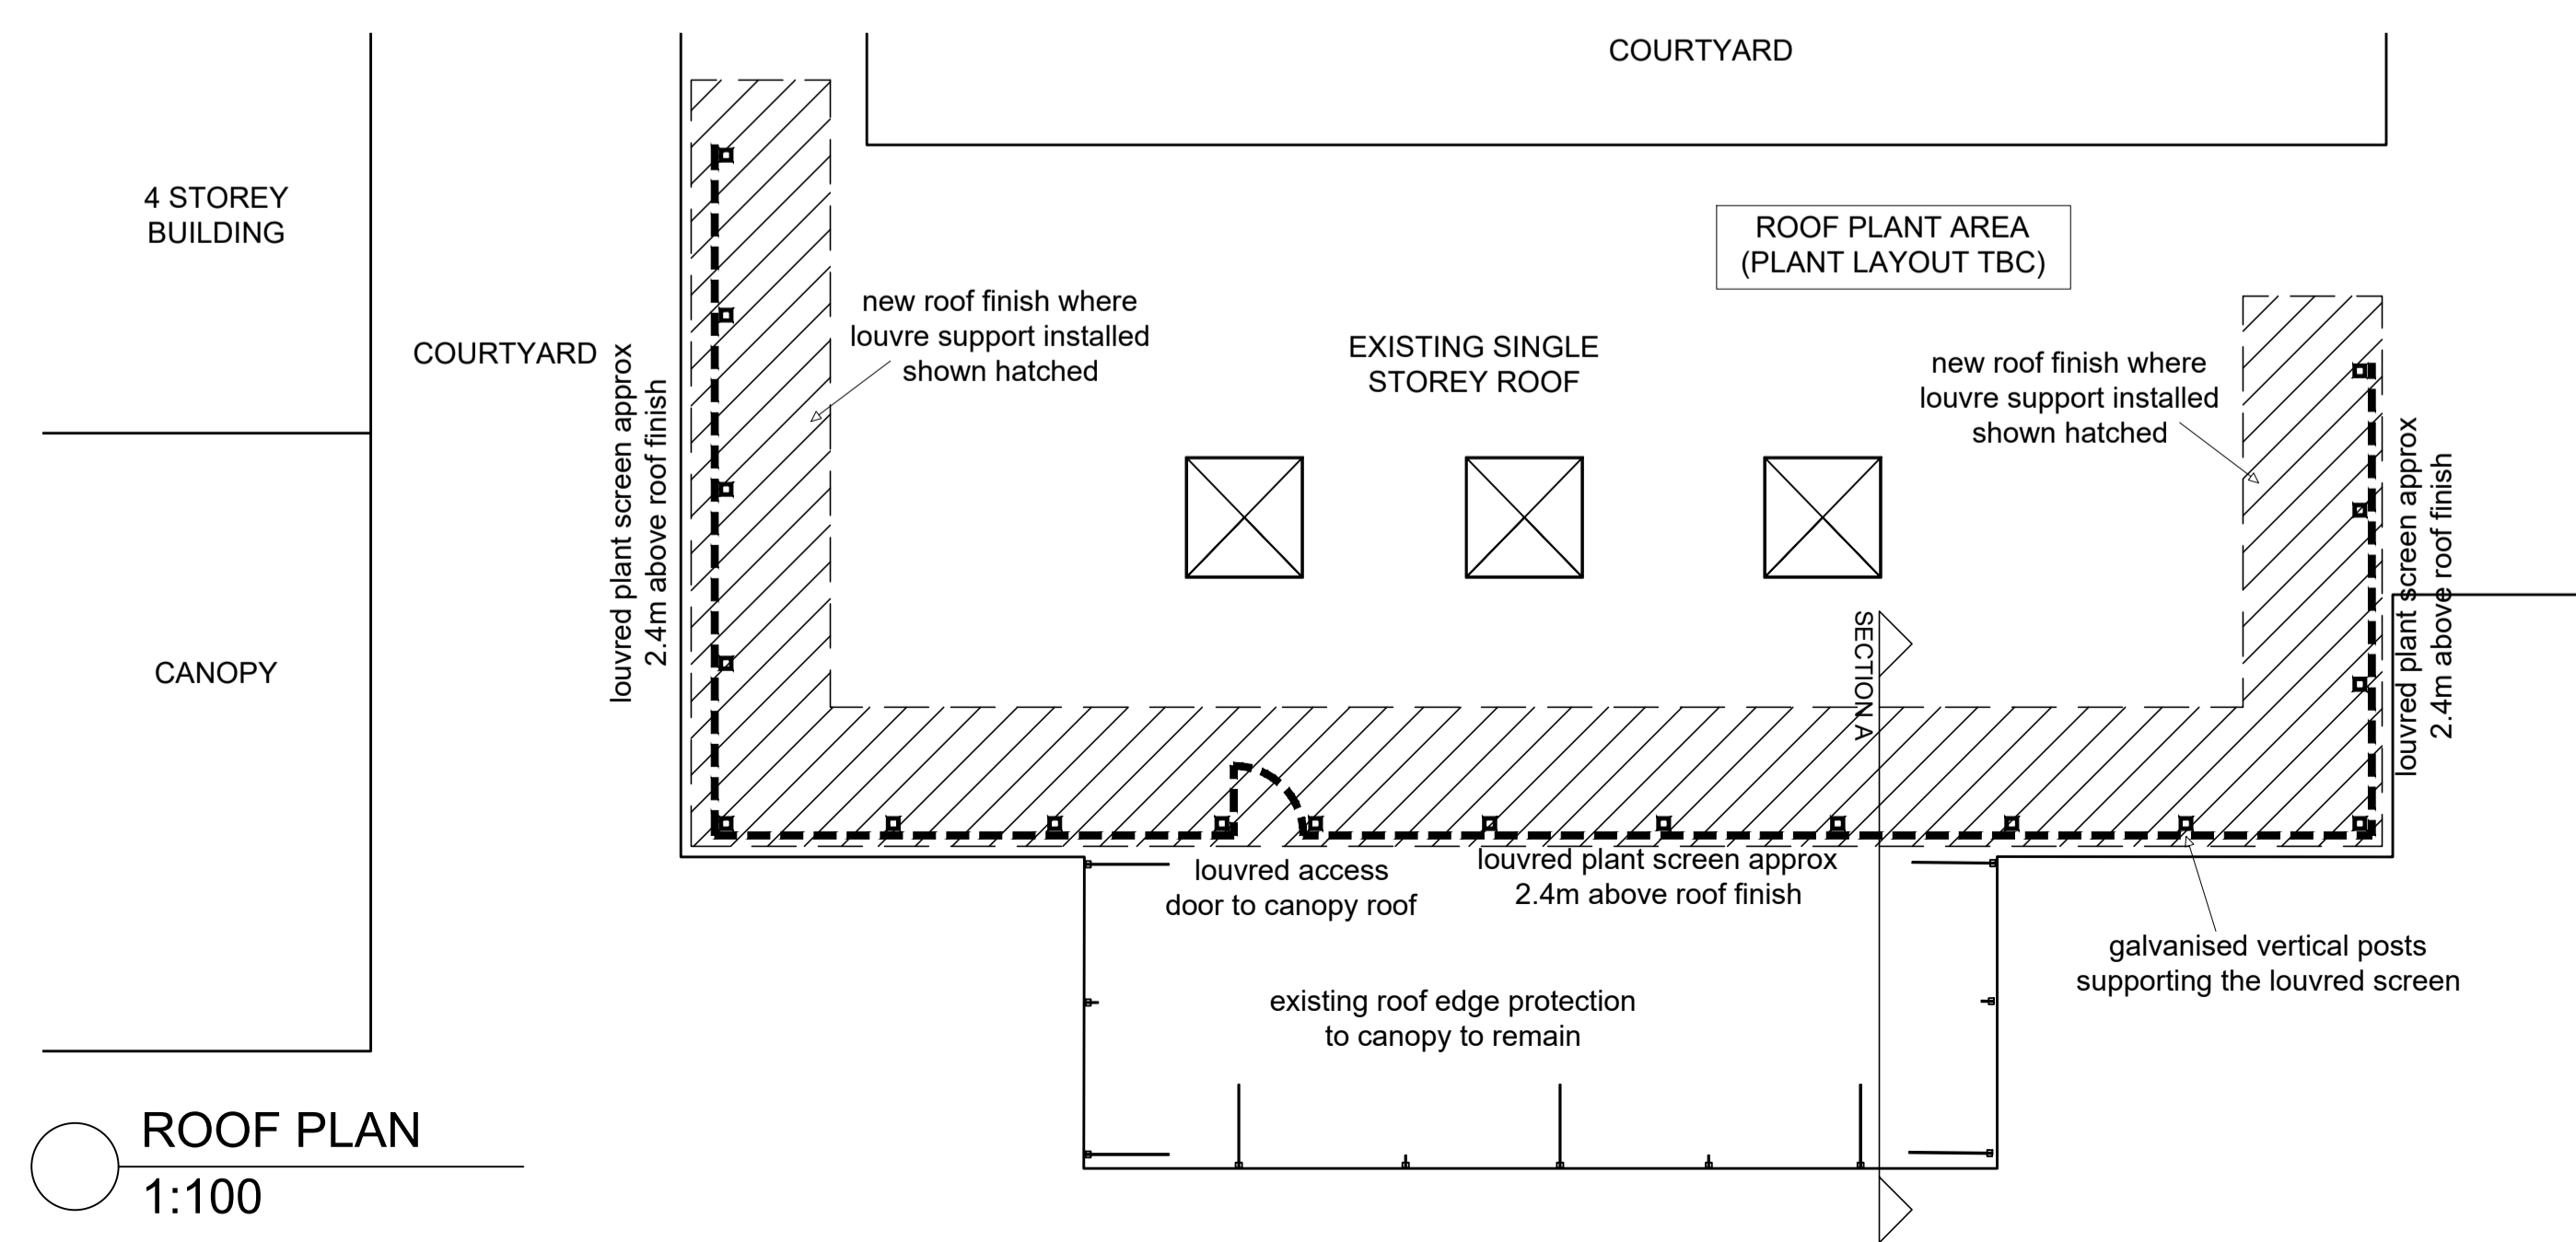 COURTYARD
4 STOREY
BUILDING
COURTYARD
CANOPY
louvred plant screen approx
2.4m above roof finish
new roof finish where
louvre support installed
shown hatched
EXISTING SINGLE
STOREY ROOF
ROOF PLANT AREA
(PLANT LAYOUT TBC)
new roof finish where
louvre support installed
shown hatched
louvred plant screen approx
2.4m above roof finish
SECTION A
louvred access
door to canopy roof
louvred plant screen approx
2.4m above roof finish
galvanised vertical posts
supporting the louvred screen
existing roof edge protection
to canopy to remain
ROOF PLAN
1:100